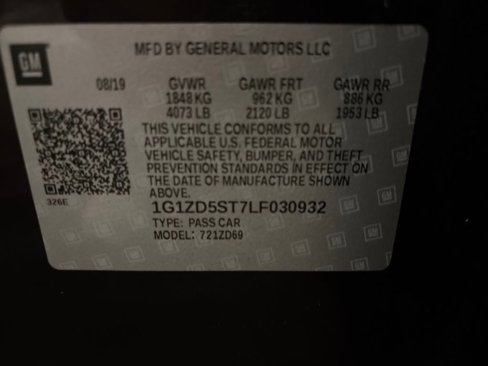 GM
MFD BY GENERAL MOTORS LLC
08/19 GVWR GAWR FRT GAWR RR
1848 KG 962 KG 886 KG
4073 LB 2120 LB 1953 LB
THIS VEHICLE CONFORMS TO ALL
APPLICABLE U.S. FEDERAL MOTOR
VEHICLE SAFETY, BUMPER, AND THEFT
PREVENTION STANDARDS IN EFFECT ON
THE DATE OF MANUFACTURE SHOWN
ABOVE.
326E
1G1ZD5ST7LF030932
TYPE: PASS CAR
MODEL: 721ZD69